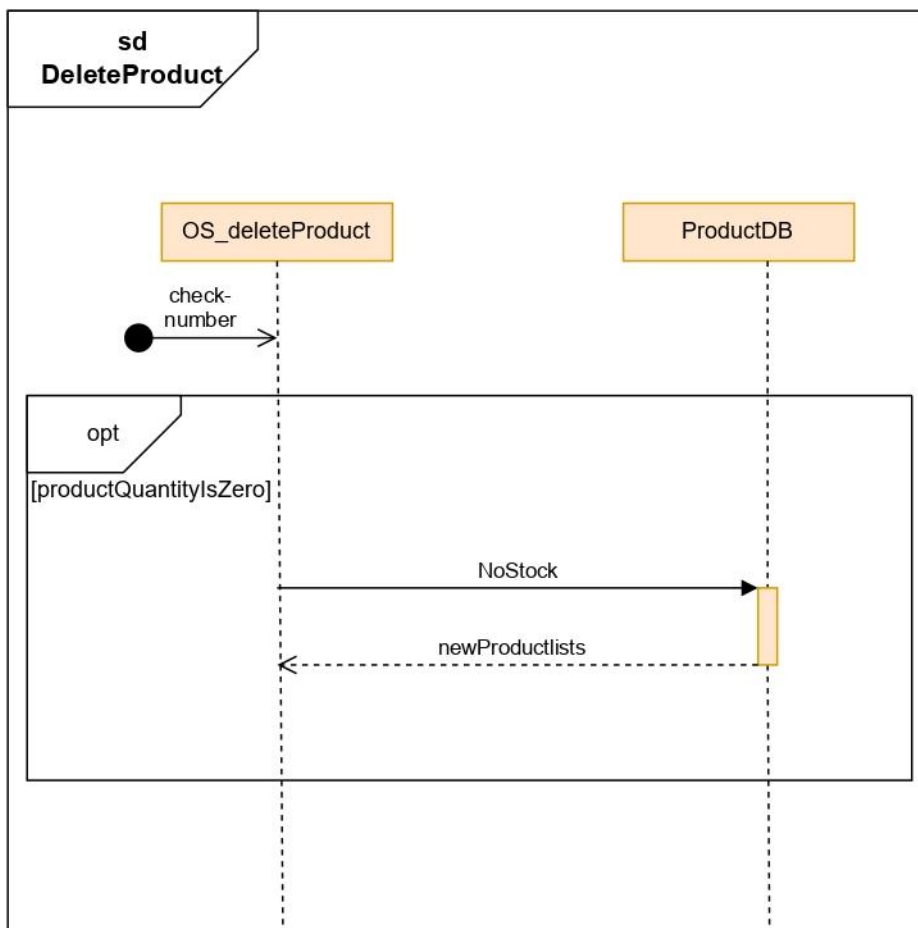 sd
DeleteProduct
OS_deleteProduct
ProductDB
check-
number
opt
[productQuantityIsZero]
NoStock
newProductlists